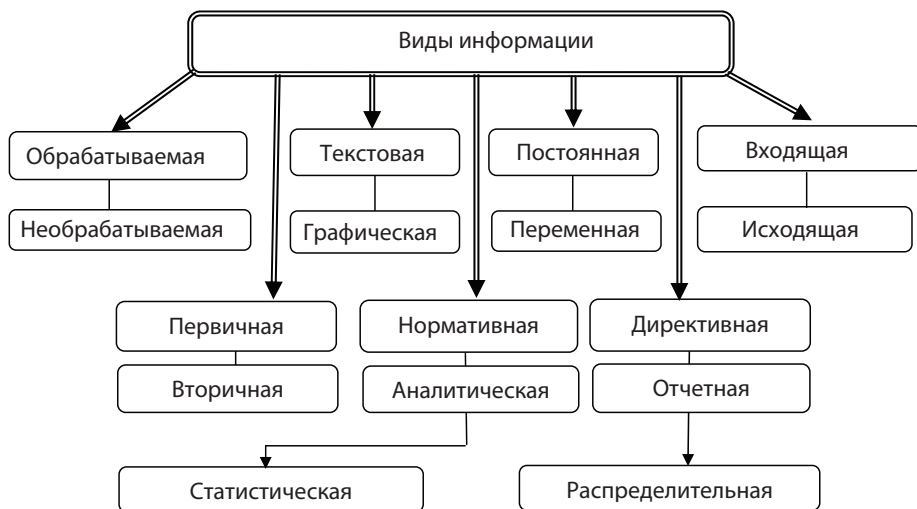 Виды информации
Обрабатываемая
Текстовая
Постоянная
Входящая
Необрабатываемая
Графическая
Переменная
Исходящая
Первичная
Нормативная
Директивная
Вторичная
Аналитическая
Отчетная
Статистическая
Распределительная